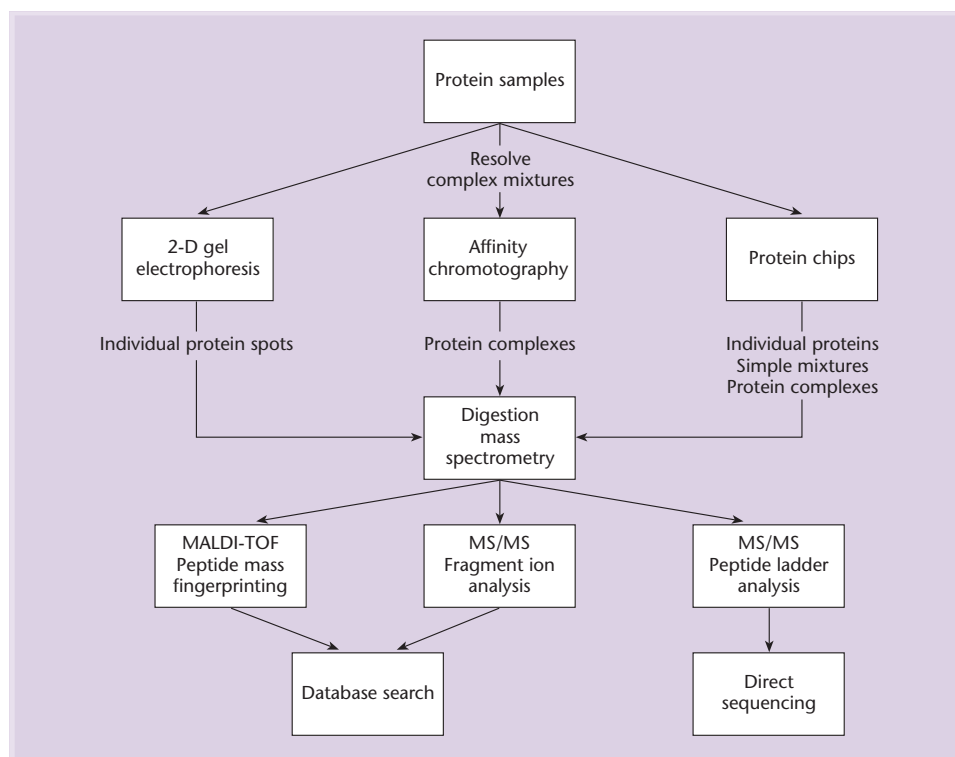 Protein samples
Resolve
complex mixtures
2-D gel
electrophoresis
Affinity
chromotography
Protein chips
Individual protein spots
Protein complexes
Individual proteins
Simple mixtures
Protein complexes
Digestion
mass
spectrometry
MALDI-TOF
Peptide mass
fingerprinting
MS/MS
Fragment ion
analysis
MS/MS
Peptide ladder
analysis
Database search
Direct
sequencing